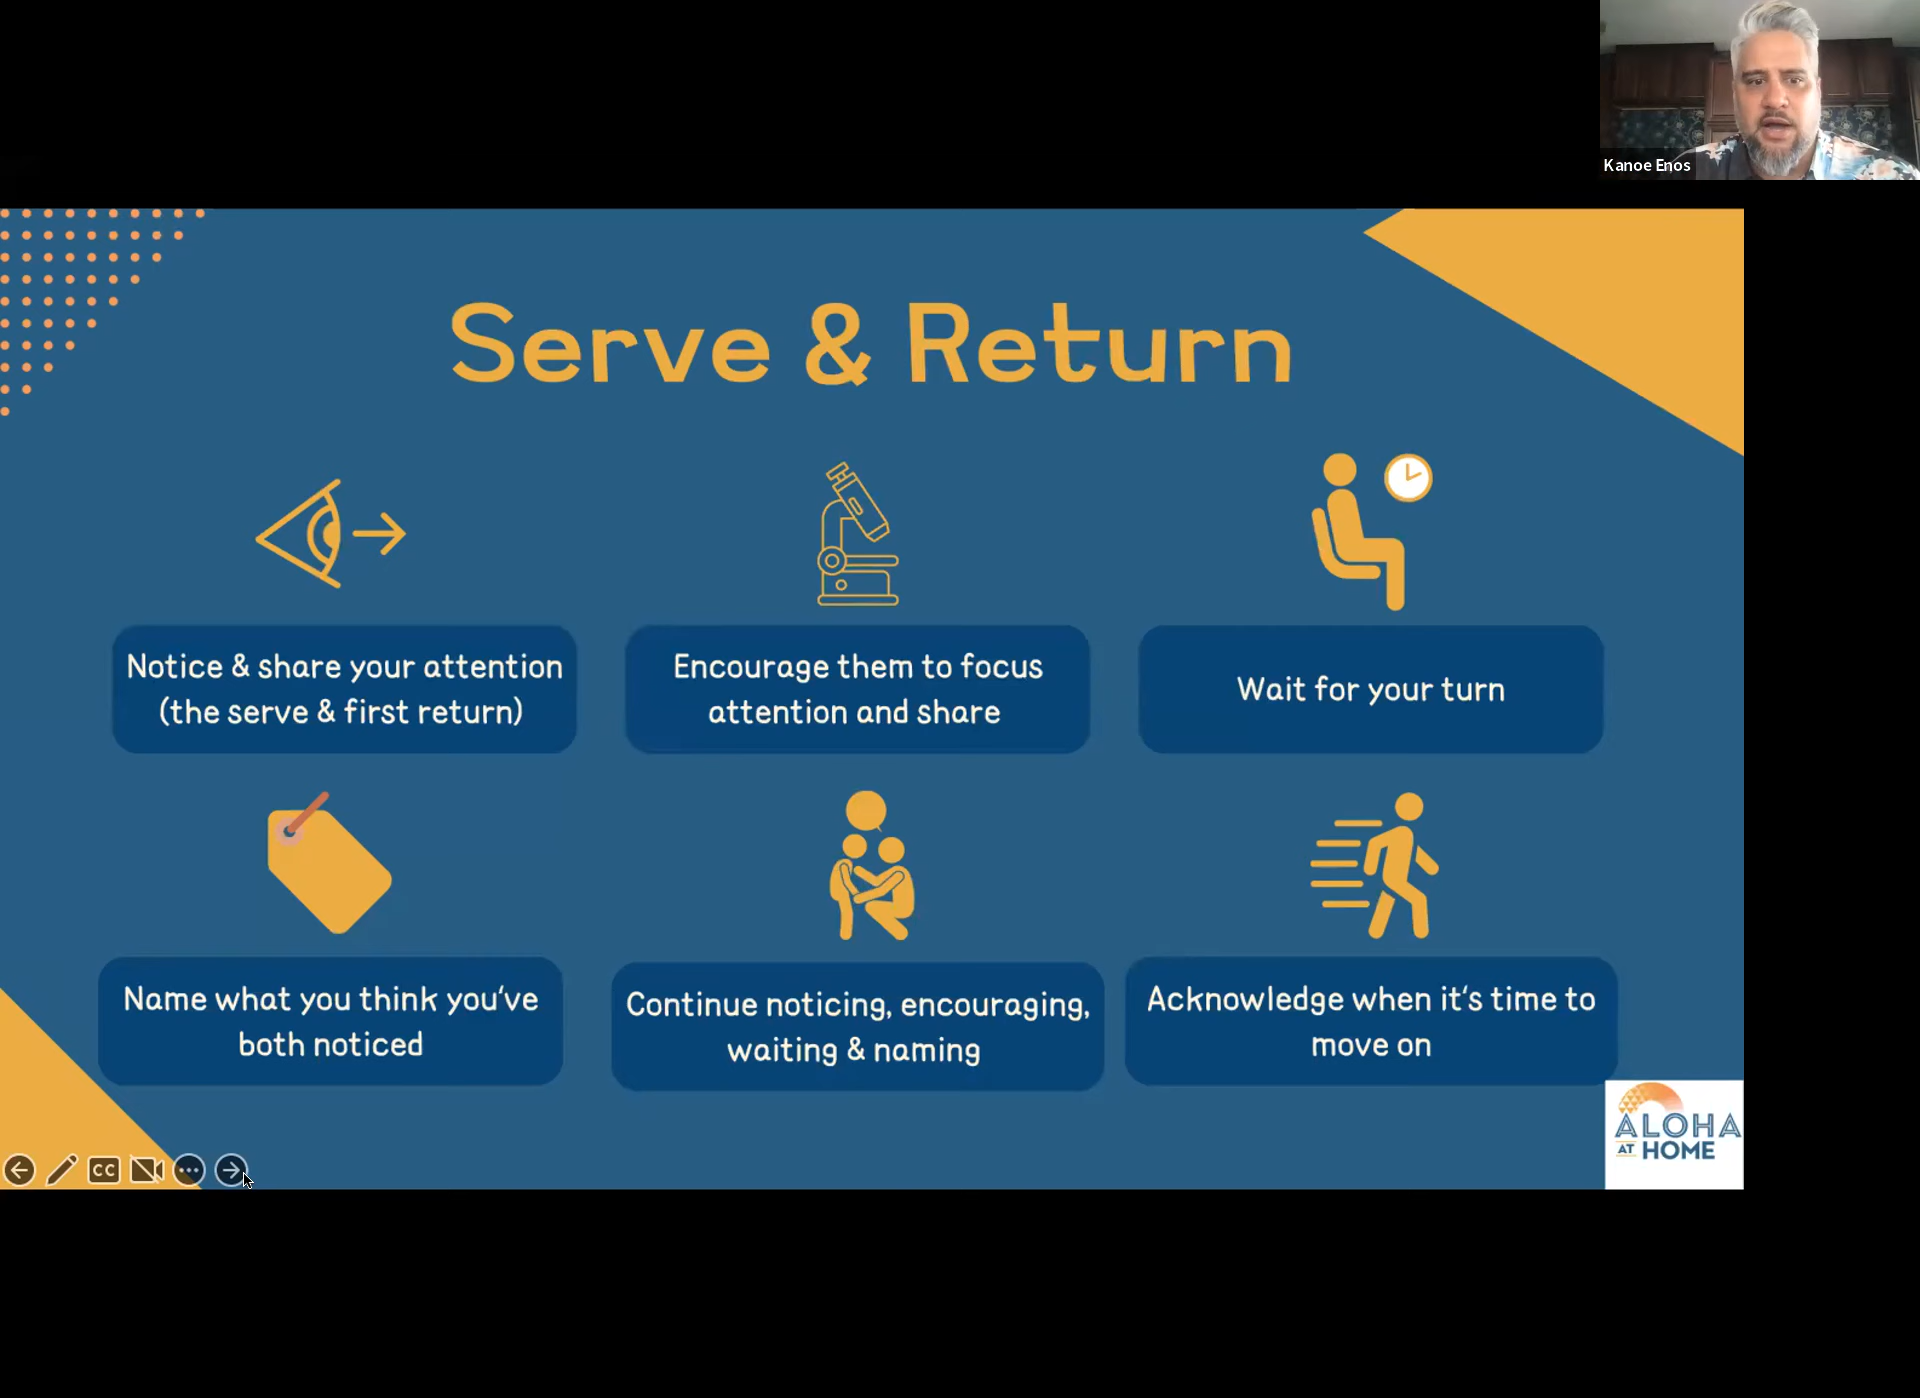 Kanoe Enos
Serve & Return
Notice & share your attention
(the serve & first return)
Encourage them to focus
attention and share
Wait for your turn
Name what you think you've
both noticed
Continue noticing, encouraging,
waiting & naming
Acknowledge when it's time to
move on
CC
ALOHA
AT HOME